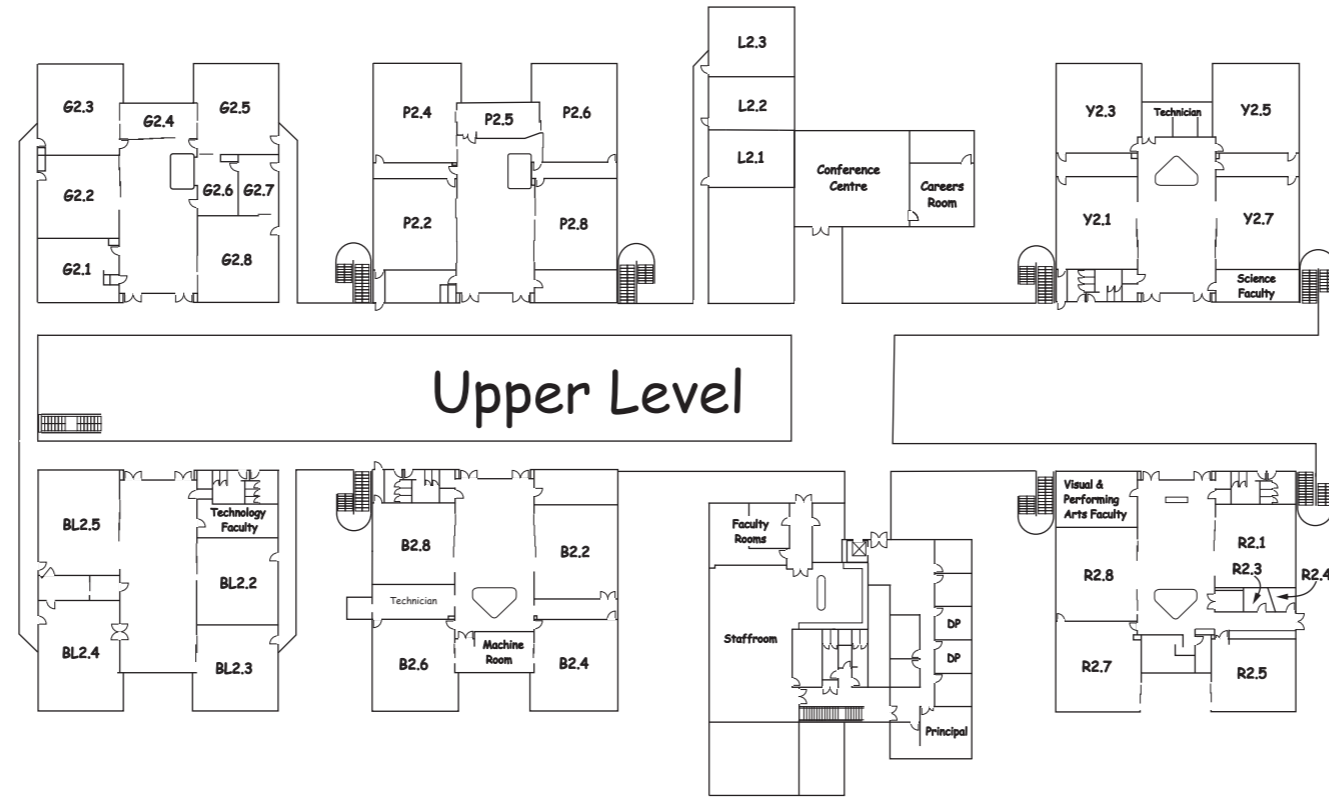 G2.3
G2.4
G2.5
G2.2
G2.6
G2.7
G2.1
G2.8
P2.4
P2.5
P2.6
P2.2
P2.8
L2.3
L2.2
L2.1
Conference
Centre
Careers
Room
Y2.3
Technician
Y2.5
Y2.1
Y2.7
Science
Faculty
Upper Level
BL2.5
Technology
Faculty
BL2.2
BL2.4
BL2.3
B2.8
B2.2
Technician
Machine
Room
B2.6
B2.4
Faculty
Rooms
Staffroom
DP
DP
Principal
Visual &
Performing
Arts Faculty
R2.1
R2.3
R2.4
R2.8
R2.7
R2.5